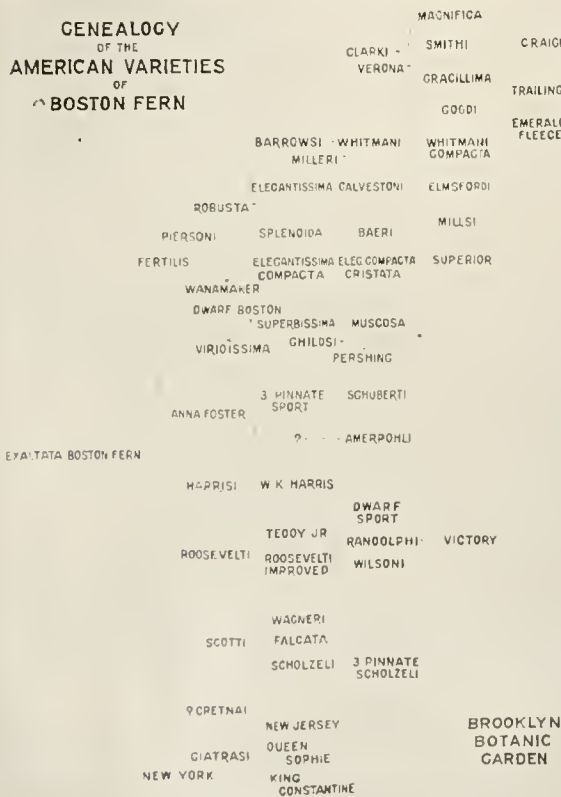 GENEALOGY
OF THE
AMERICAN VARIETIES
OF
BOSTON FERN
MAGNIFICA
CLARKI - SMITHI CRAIGI
VERONA -
GRACILLIMA
TRAILING
GOODI
EMERALD
FLEECE
BARROWSI - WHITMANI WHITMANI
COMPACTA
MILLERI -
ELEGANTISSIMA GALVESTONI ELMSFORDI
ROBUSTA -
MILLSI
PIERSONI SPLENDIDA BAERI
FERTILIS ELEGANTISSIMA ELEG. COMPACTA SUPERIOR
COMPACTA CRISTATA
WANAMAKER
DWARF BOSTON
SUPERBISSIMA MUSCOSA
VIRIDISSIMA CHILDSI -
PERSHING
3 PINNATE SCHUBERTI
SPORT
ANNA FOSTER
? - - - AMERPOHLI
EXALTATA BOSTON FERN
HARRISI W K HARRIS
DWARF
SPORT
TEDDY JR RANDOLPHI - VICTORY
ROOSEVELTI ROOSEVELTI WILSONI
IMPROVED
WAGNERI
SCOTTI FALCATA
SCHOLZELI 3 PINNATE
SCHOLZELI
? CRETNAI
NEW JERSEY
GIATRASI QUEEN
SOPHIE
NEW YORK KING
CONSTANTINE
BROOKLYN
BOTANIC
GARDEN